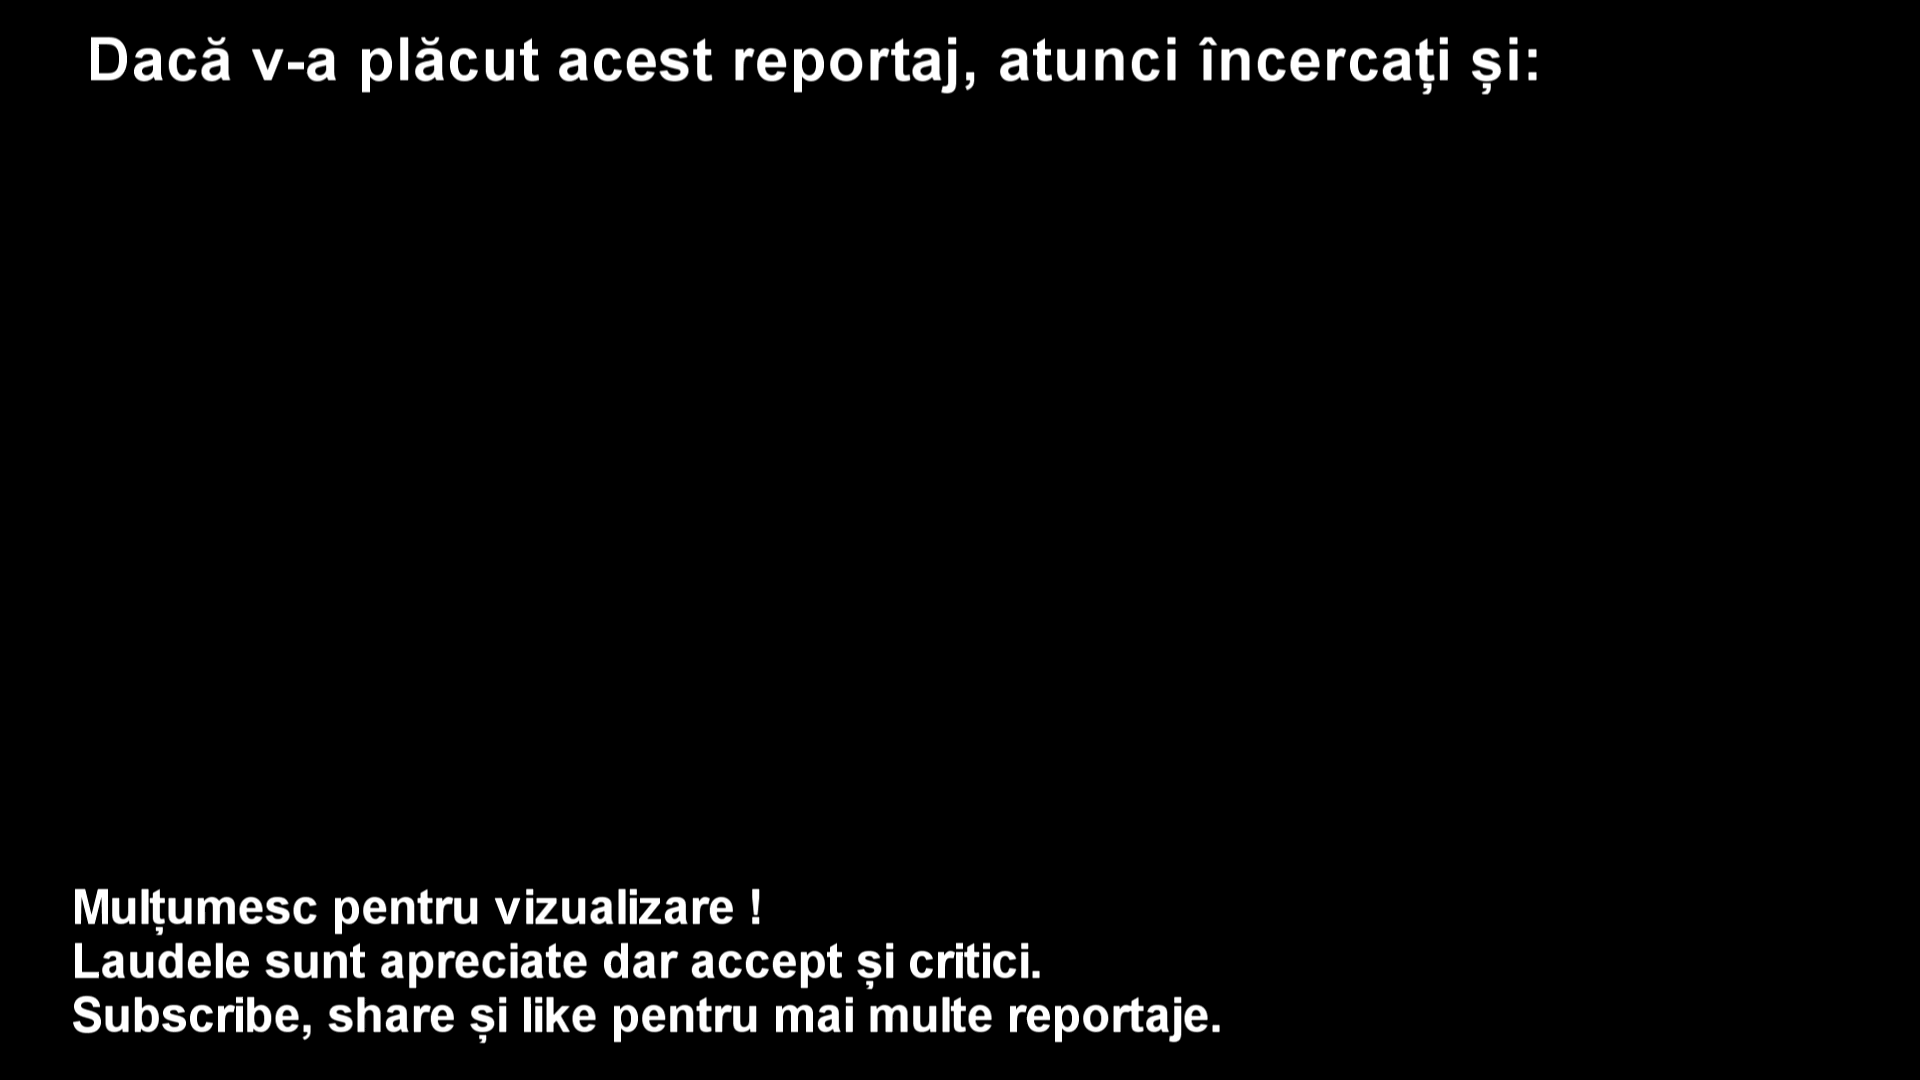 Dacă v-a plăcut acest reportaj, atunci încercați și:
Mulțumesc pentru vizualizare !
Laudele sunt apreciate dar accept și critici.
Subscribe, share și like pentru mai multe reportaje.